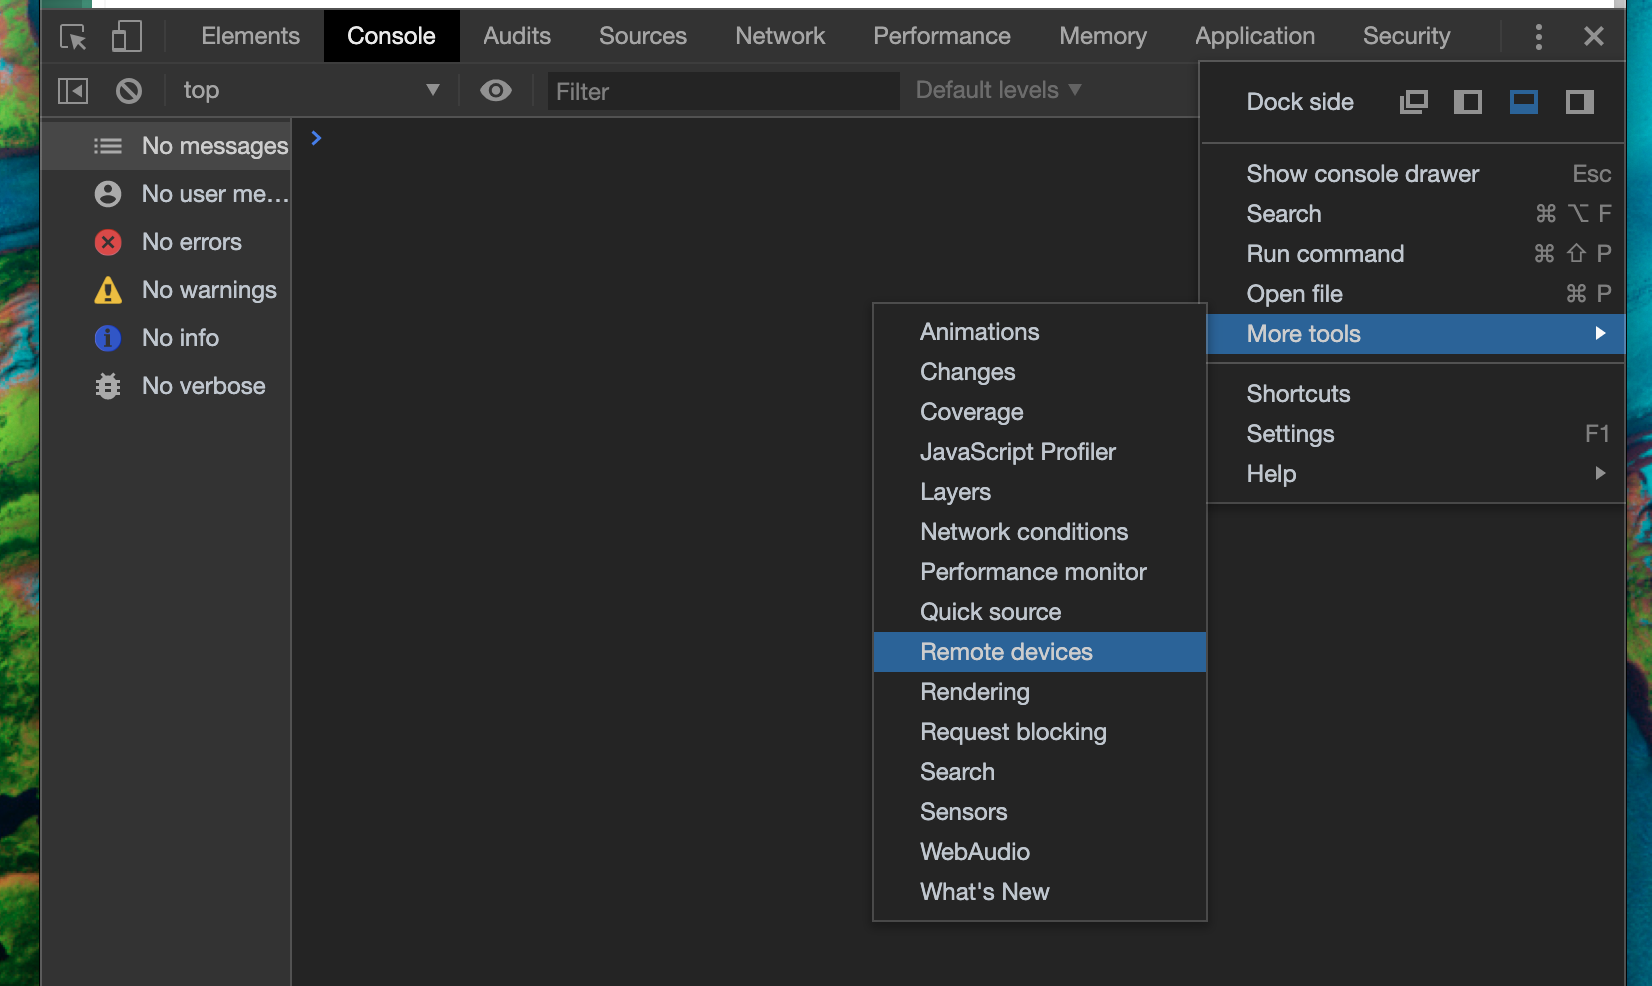 Elements Console Audits Sources Network Performance Memory Application Security
top Filter Default levels
No messages
No user me...
No errors
No warnings
No info
No verbose
Dock side
Show console drawer Esc
Search ⌘ ⌥ F
Run command ⌘ ⇧ P
Open file ⌘ P
More tools
Shortcuts
Settings F1
Help
Animations
Changes
Coverage
JavaScript Profiler
Layers
Network conditions
Performance monitor
Quick source
Remote devices
Rendering
Request blocking
Search
Sensors
WebAudio
What's New